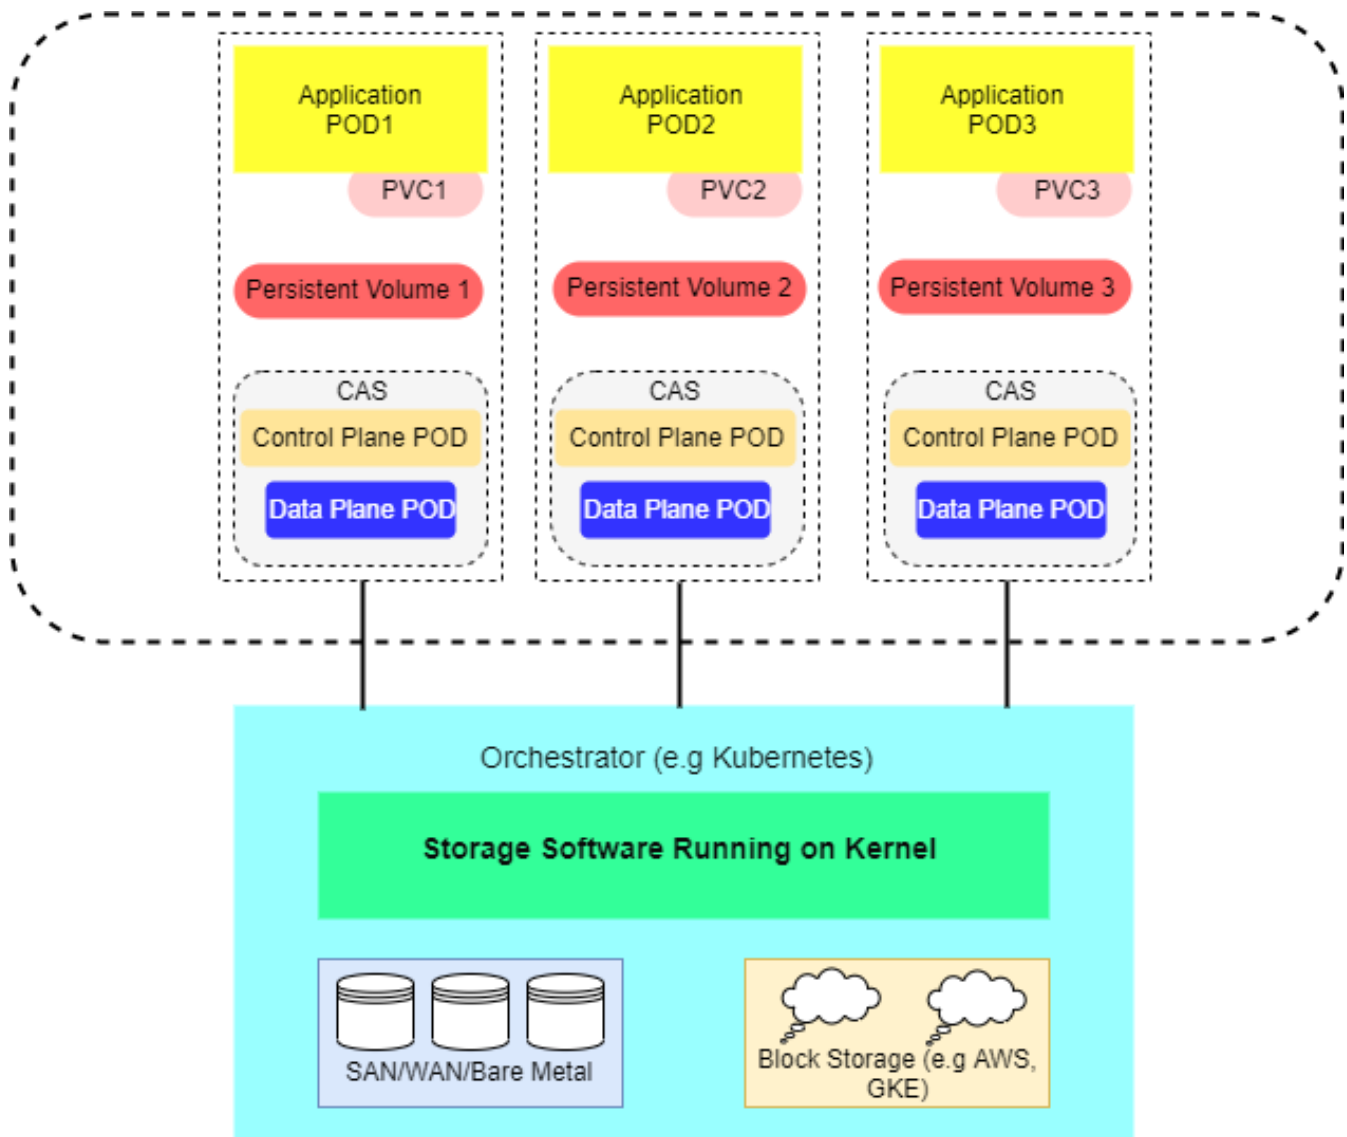 Application
POD1
Application
POD2
Application
POD3
PVC1
PVC2
PVC3
Persistent Volume 1
Persistent Volume 2
Persistent Volume 3
CAS
CAS
CAS
Control Plane POD
Control Plane POD
Control Plane POD
Data Plane POD
Data Plane POD
Data Plane POD
Orchestrator (e.g Kubernetes)
Storage Software Running on Kernel
SAN/WAN/Bare Metal
Block Storage (e.g AWS,
GKE)